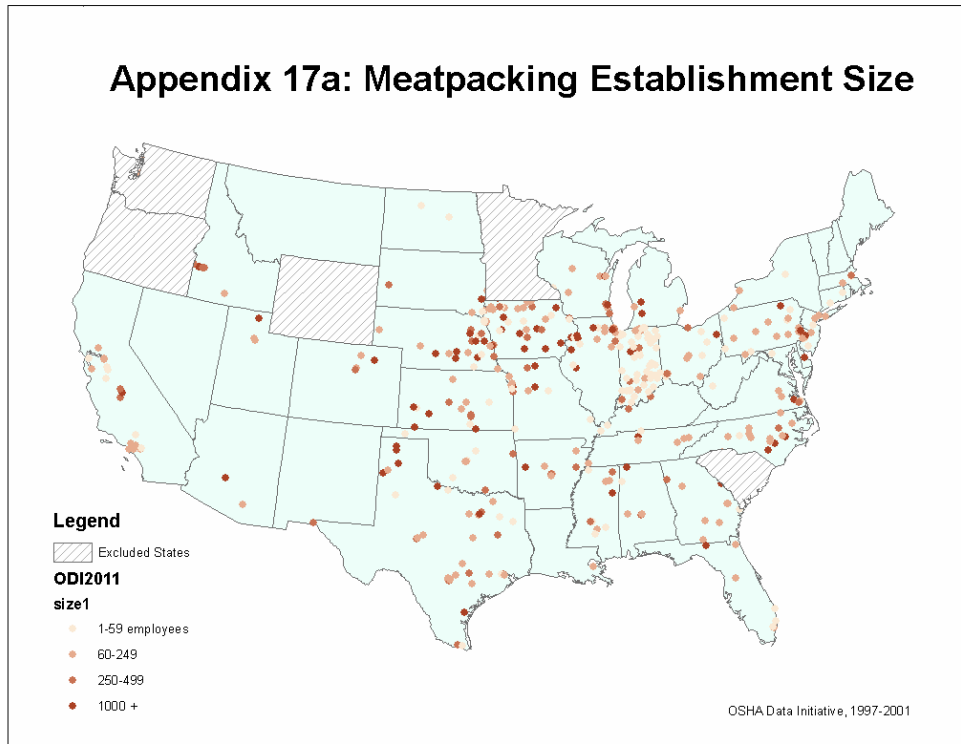 Appendix 17a: Meatpacking Establishment Size
Legend
Excluded States
ODI2011
size1
1-59 employees
60-249
250-499
1000 +
OSHA Data Initiative, 1997-2001